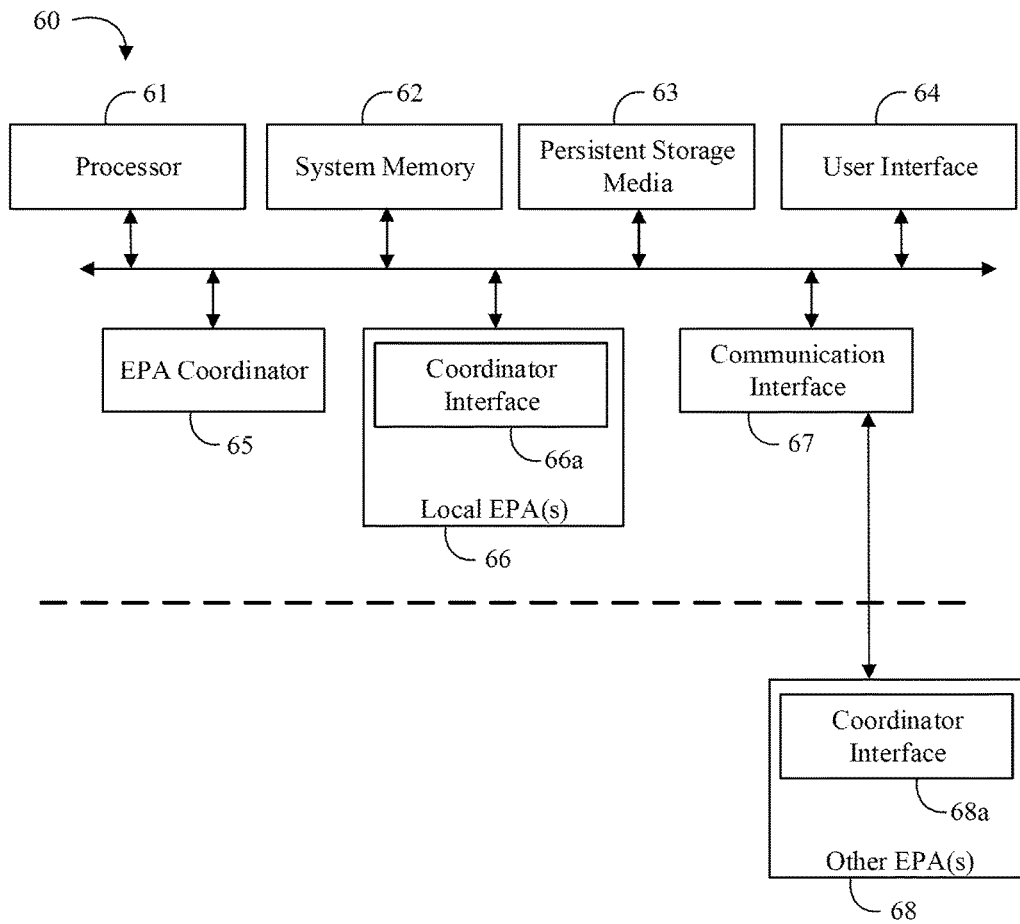 60
61
62
63
64
Processor
System Memory
Persistent Storage
Media
User Interface
EPA Coordinator
Coordinator
Interface
Communication
Interface
65
66a
67
Local EPA(s)
66
Coordinator
Interface
68a
Other EPA(s)
68